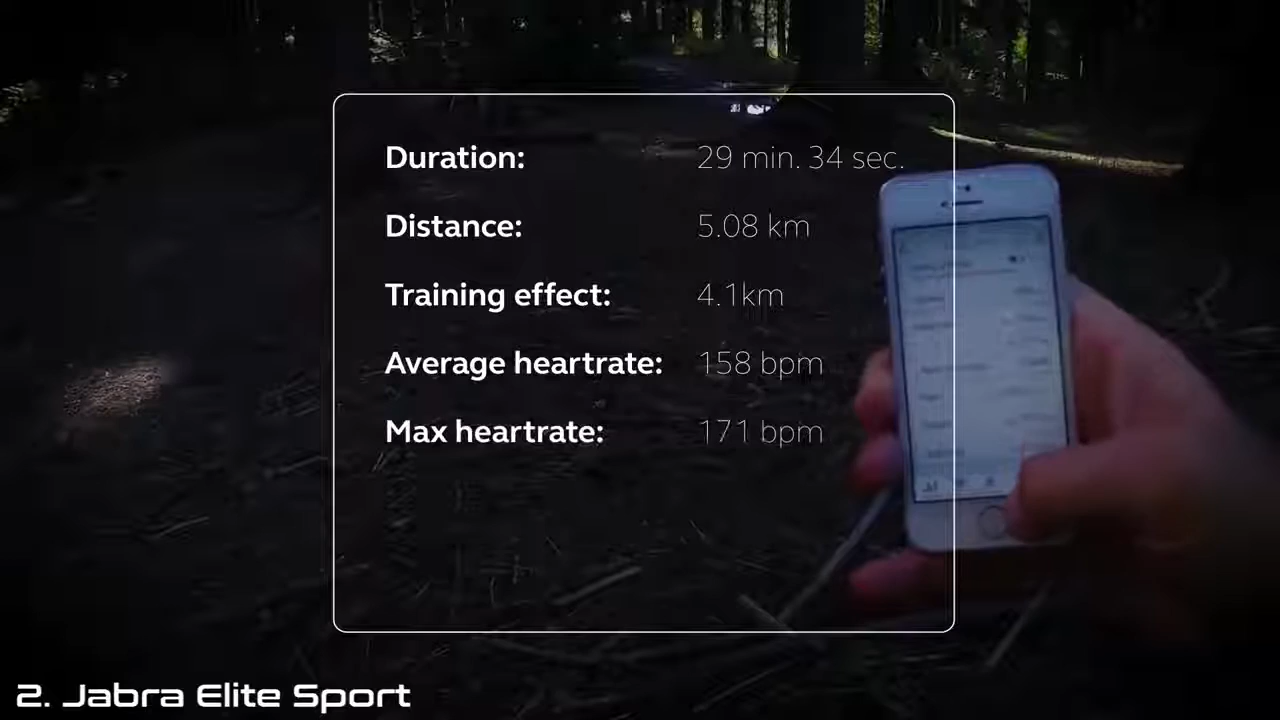 Duration: 29 min. 34 sec.
Distance: 5.08 km
Training effect: 4.1km
Average heartrate: 158 bpm
Max heartrate: 171 bpm
2. Jabra Elite Sport